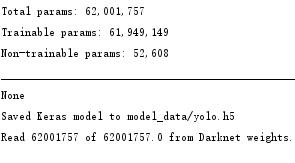 Total params: 62,001,757
Trainable params: 61,949,149
Non-trainable params: 52,608
None
Saved Keras model to model_data/yolo.h5
Read 62001757 of 62001757.0 from Darknet weights.